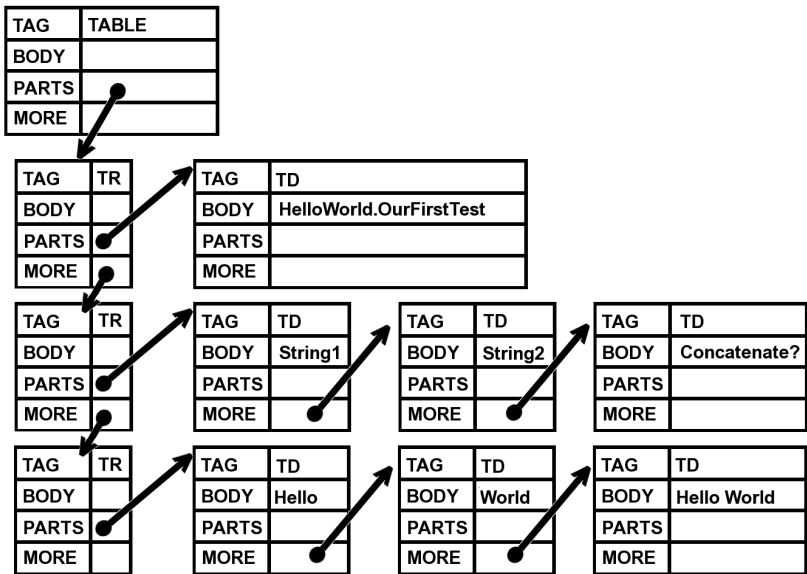 TAG TABLE
BODY
PARTS
MORE
TAG TR TAG TD
BODY BODY HelloWorld.OurFirstTest
PARTS PARTS
MORE MORE
TAG TR TAG TD TAG TD TAG TD
BODY BODY String1 BODY String2 BODY Concatenate?
PARTS PARTS PARTS PARTS
MORE MORE MORE MORE
TAG TR TAG TD TAG TD TAG TD
BODY BODY Hello BODY World BODY Hello World
PARTS PARTS PARTS PARTS
MORE MORE MORE MORE